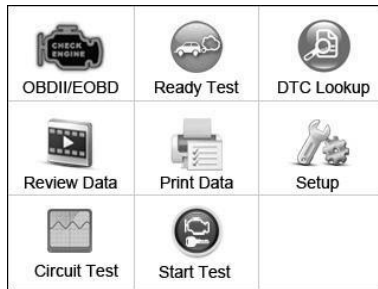 CHECK
ENGINE
OBDII/EOBD
Ready Test
DTC Lookup
Review Data
Print Data
Setup
Circuit Test
Start Test